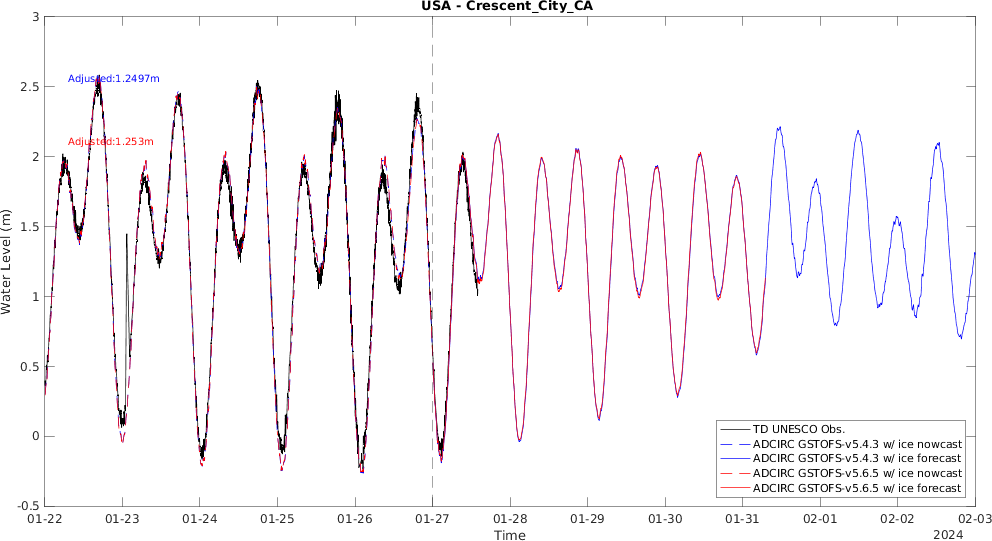 USA - Crescent_City_CA
3
2.5
2
1.5
1
0.5
0
-0.5
Water Level (m)
Adjusted:1.2497m
Adjusted:1.253m
TD UNESCO Obs.
ADCIRC GSTOFS-v5.4.3 w/ ice nowcast
ADCIRC GSTOFS-v5.4.3 w/ ice forecast
ADCIRC GSTOFS-v5.6.5 w/ ice nowcast
ADCIRC GSTOFS-v5.6.5 w/ ice forecast
01-22 01-23 01-24 01-25 01-26 01-27 01-28 01-29 01-30 01-31 02-01 02-02 02-03
Time
2024